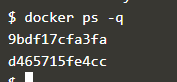 $ docker ps -q
9bdf17cfa3fa
d465715fe4cc
$